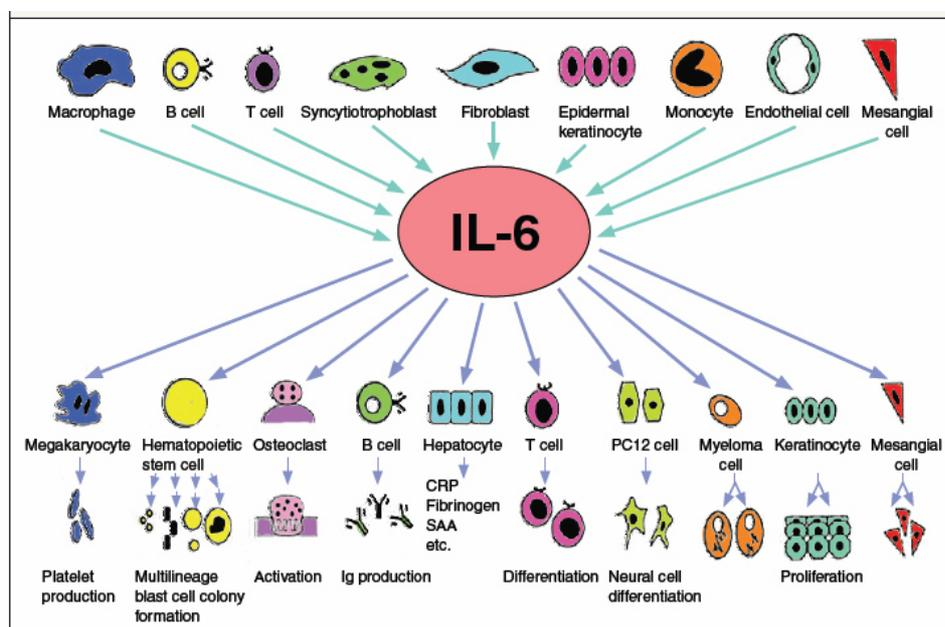 Macrophage
B cell
T cell
Syncytiotrophoblast
Fibroblast
Epidermal
keratinocyte
Monocyte
Endothelial cell
Mesangial
cell
IL-6
Megakaryocyte
Hematopoietic
stem cell
Osteoclast
B cell
Hepatocyte
T cell
PC12 cell
Myeloma
cell
Keratinocyte
Mesangial
cell
CRP
Fibrinogen
SAA
etc.
Platelet
production
Multilineage
blast cell colony
formation
Activation
Ig production
Differentiation
Neural cell
differentiation
Proliferation